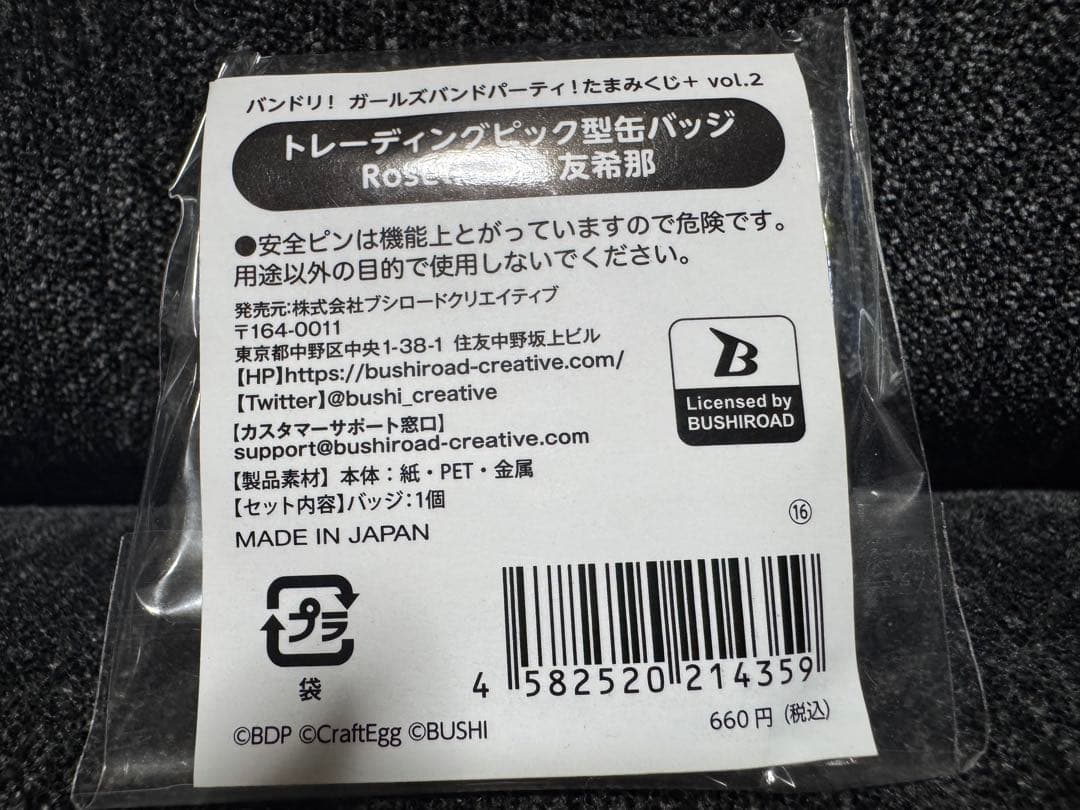 バンドリ! ガールズバンドパーティ!たまみくじ+ vol.2
トレーディングピック型缶バッジ
友希那
●安全ピンは機能上とがっていますので危険です。
用途以外の目的で使用しないでください。
発売元:株式会社ブシロードクリエイティブ
〒164-0011
東京都中野区中央1-38-1 住友中野坂上ビル
【HP】https://bushiroad-creative.com/
【Twitter】@bushi_creative
【カスタマーサポート窓口】
support@bushiroad-creative.com
【製品素材】本体:紙・PET・金属
【セット内容】バッジ:1個
MADE IN JAPAN
B
Licensed by
BUSHIROAD
⑯
プラ
袋
4 582520 214359
660円(税込)
©BDP ©CraftEgg ©BUSHI